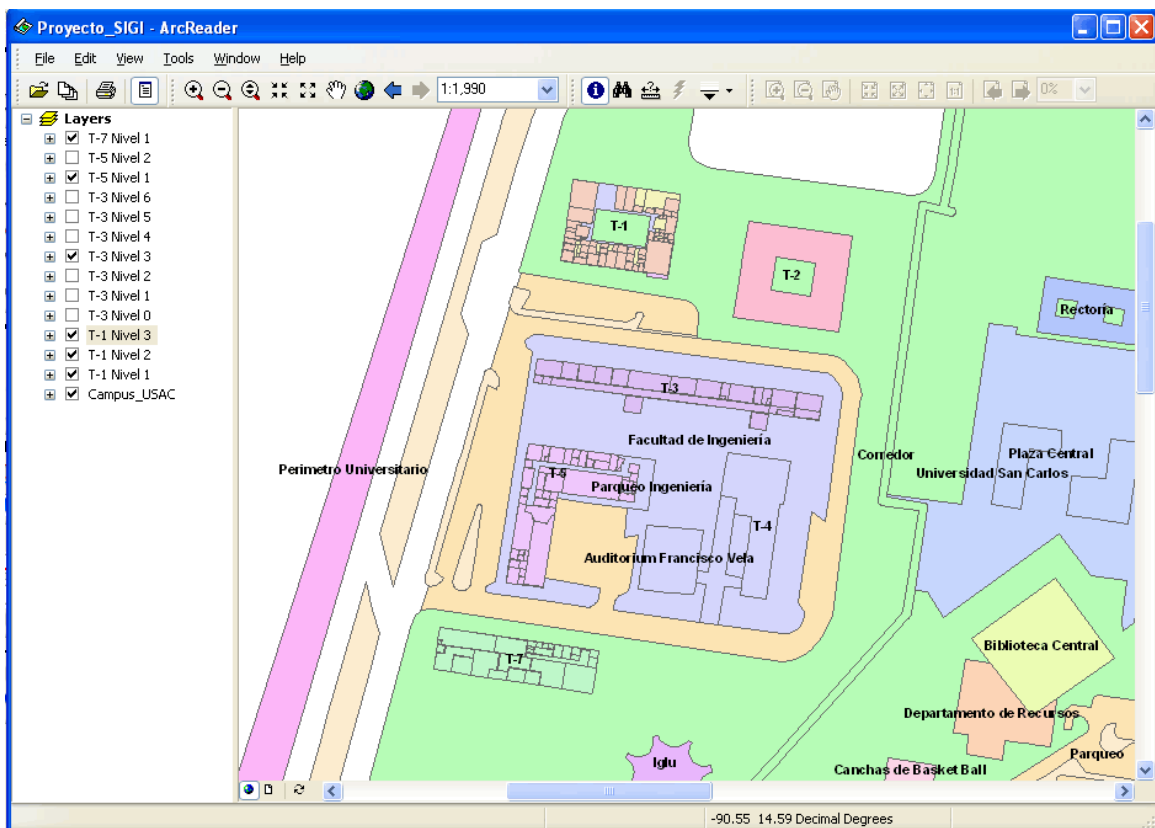 Proyecto_SIGI - ArcReader
File Edit View Tools Window Help
1:1,990
0%
Layers
T-7 Nivel 1
T-5 Nivel 2
T-5 Nivel 1
T-3 Nivel 6
T-3 Nivel 5
T-3 Nivel 4
T-3 Nivel 3
T-3 Nivel 2
T-3 Nivel 1
T-3 Nivel 0
T-1 Nivel 3
T-1 Nivel 2
T-1 Nivel 1
Campus_USAC
T-1
T-2
Rectoría
T-3
Facultad de Ingeniería
Corredor
Plaza Central
Perimetro Universitario
T-5
Universidad San Carlos
Parqueo Ingeniería
T-4
Auditorium Francisco Vela
Biblioteca Central
T-7
Departamento de Recursos
Parqueo
Iglu
Canchas de Basket Ball
-90.55 14.59 Decimal Degrees